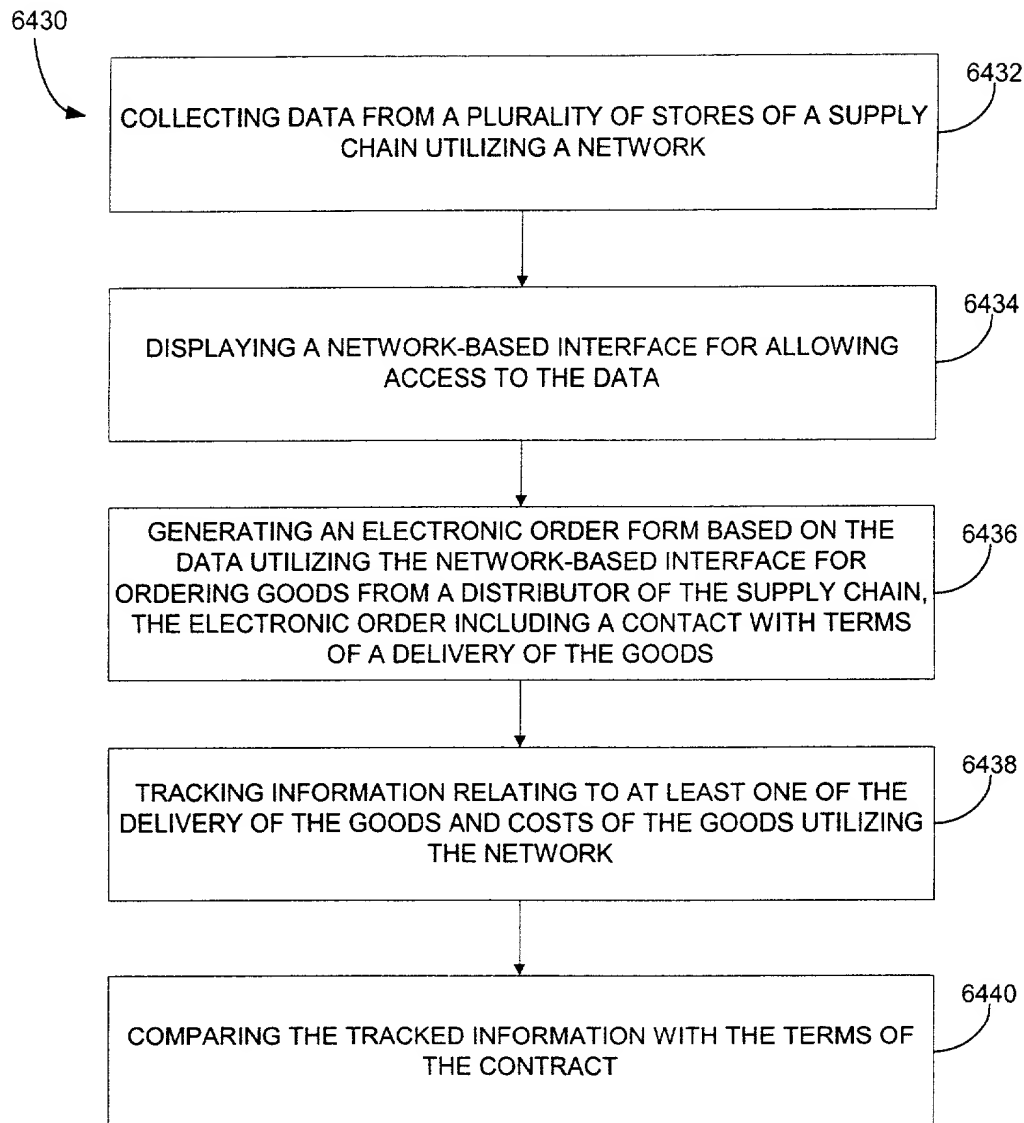 6430
6432
COLLECTING DATA FROM A PLURALITY OF STORES OF A SUPPLY
CHAIN UTILIZING A NETWORK
6434
DISPLAYING A NETWORK-BASED INTERFACE FOR ALLOWING
ACCESS TO THE DATA
6436
GENERATING AN ELECTRONIC ORDER FORM BASED ON THE
DATA UTILIZING THE NETWORK-BASED INTERFACE FOR
ORDERING GOODS FROM A DISTRIBUTOR OF THE SUPPLY CHAIN,
THE ELECTRONIC ORDER INCLUDING A CONTACT WITH TERMS
OF A DELIVERY OF THE GOODS
6438
TRACKING INFORMATION RELATING TO AT LEAST ONE OF THE
DELIVERY OF THE GOODS AND COSTS OF THE GOODS UTILIZING
THE NETWORK
6440
COMPARING THE TRACKED INFORMATION WITH THE TERMS OF
THE CONTRACT